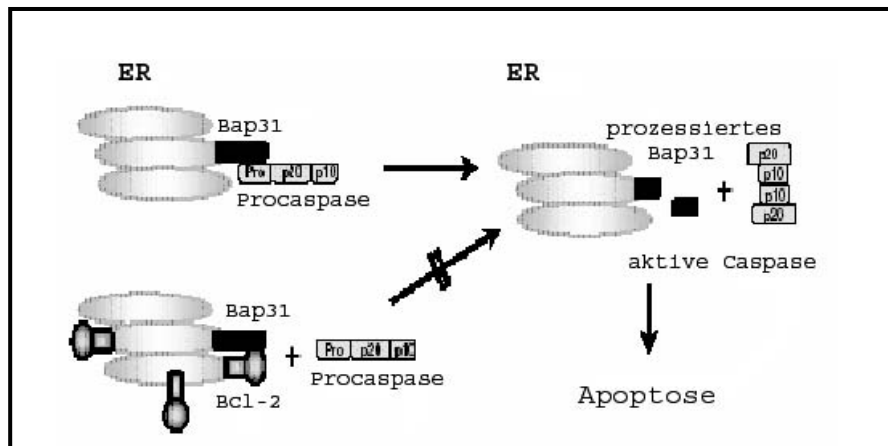 ER
Bap31
Pro p20 p10
Procaspase
ER
prozessiertes
Bap31
+
p20
p10
p10
p20
aktive Caspase
Bap31
+
Pro p20 p10
Procaspase
Bcl-2
Apoptose